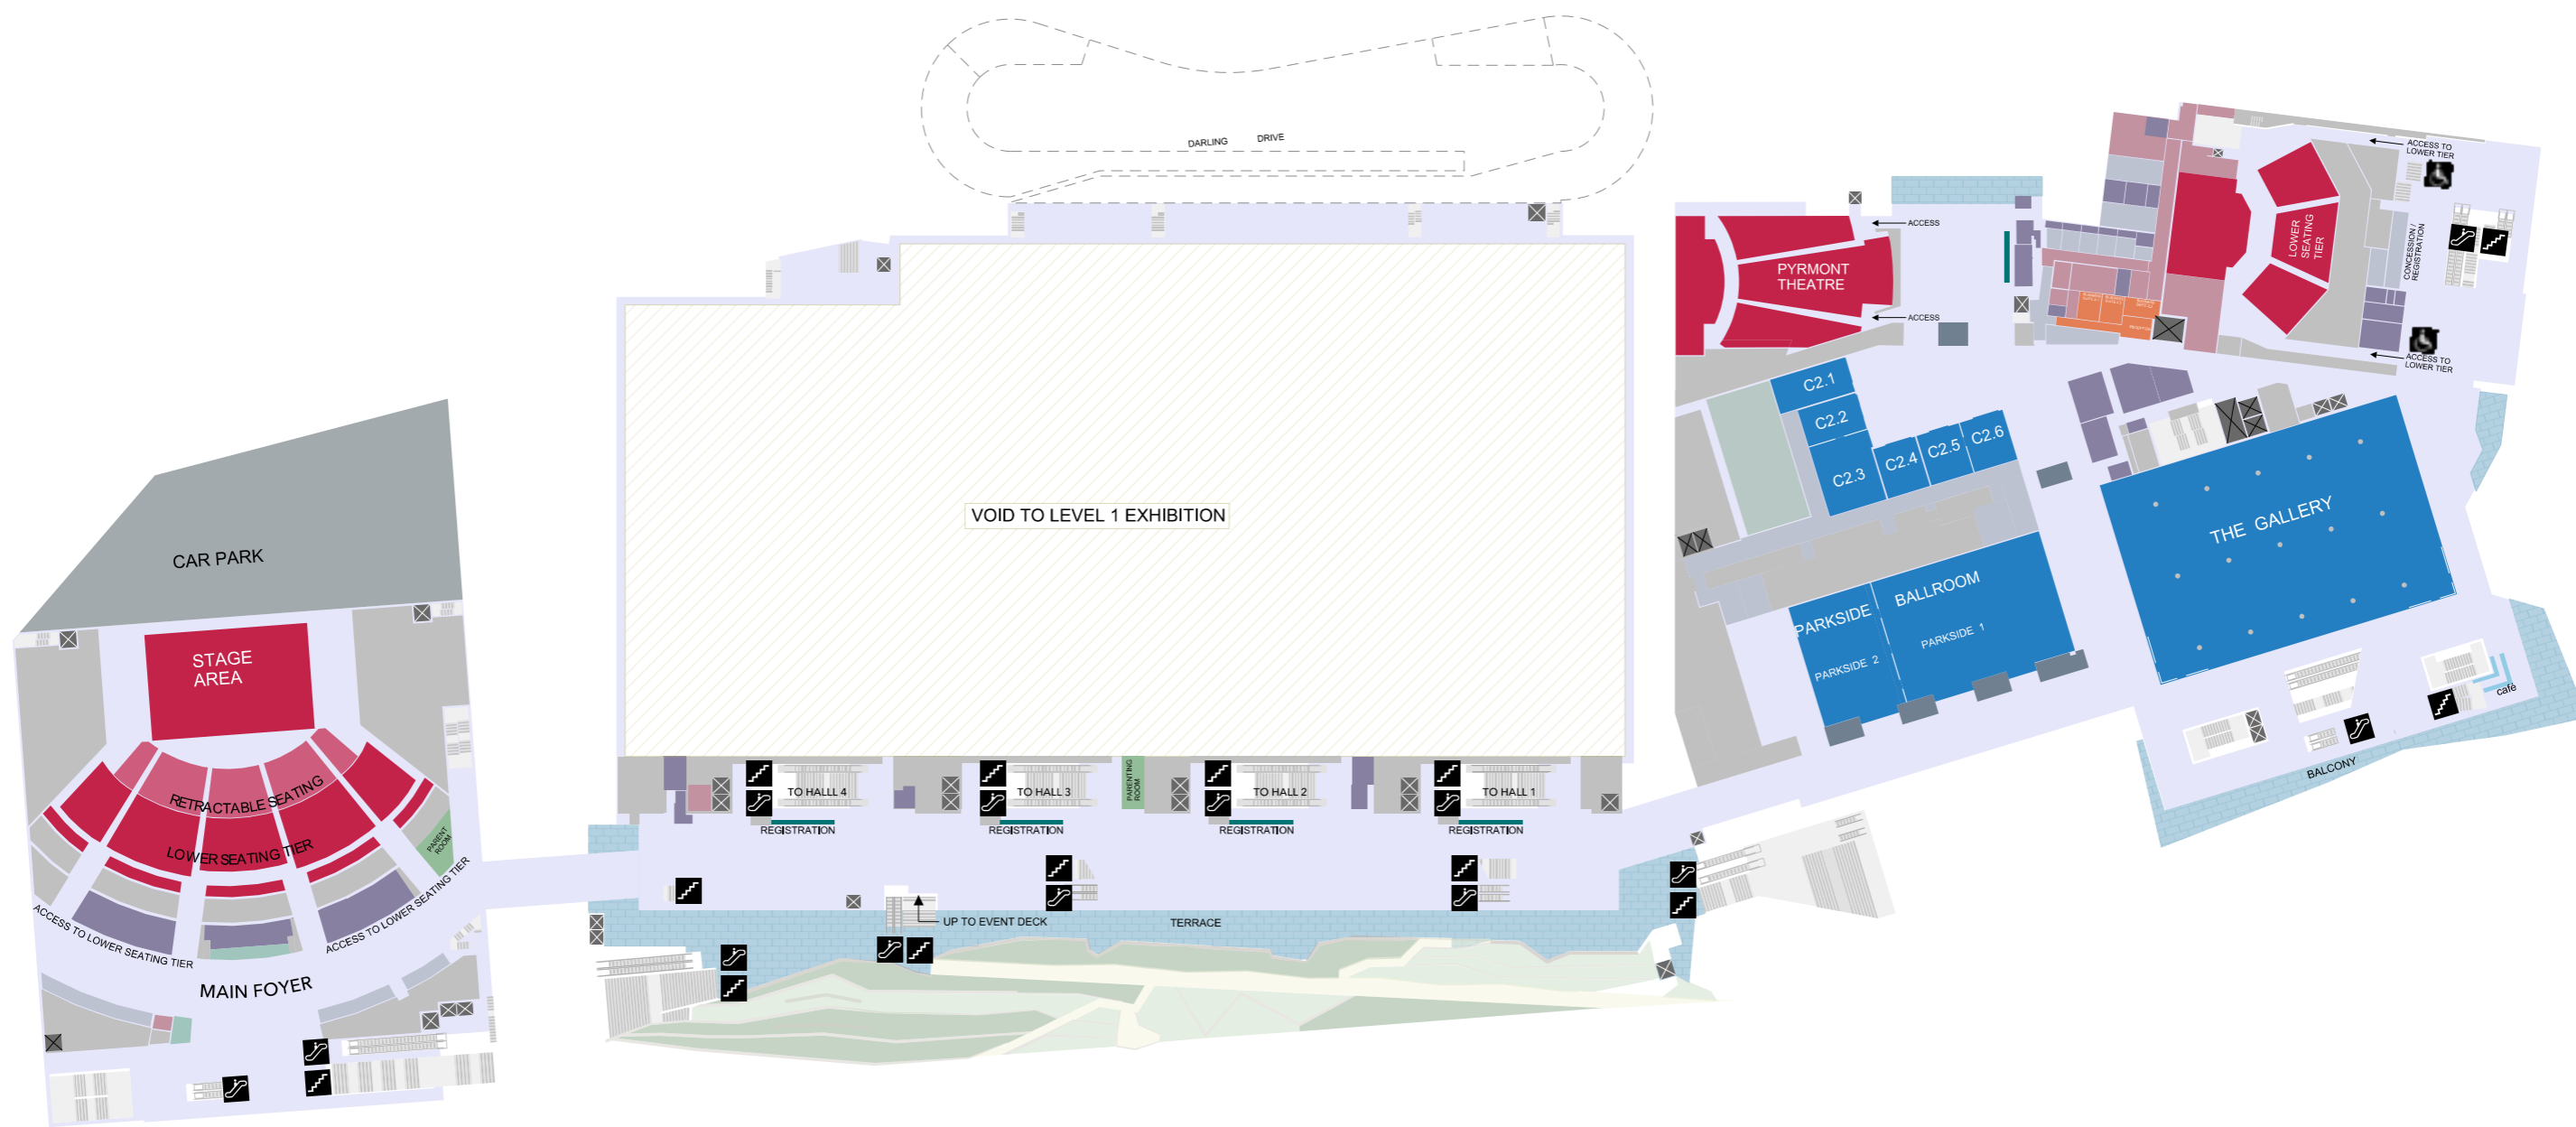 DARLING DRIVE
ACCESS TO
LOWER TIER
ACCESS
PYRMONT
THEATRE
ACCESS
LOWER
SEATING
TIER
CONCESSION /
REGISTRATION
ACCESS TO
LOWER TIER
C2.1
C2.2
C2.3
C2.4
C2.5
C2.6
THE GALLERY
VOID TO LEVEL 1 EXHIBITION
CAR PARK
PARKSIDE BALLROOM
PARKSIDE 2
PARKSIDE 1
STAGE
AREA
RETRACTABLE SEATING
LOWER SEATING TIER
PARENT
ROOM
ACCESS TO LOWER SEATING TIER
ACCESS TO LOWER SEATING TIER
MAIN FOYER
TO HALLL 4
TO HALL 3
PARENTING
ROOM
TO HALL 2
TO HALL 1
REGISTRATION
REGISTRATION
REGISTRATION
REGISTRATION
UP TO EVENT DECK
TERRACE
café
BALCONY